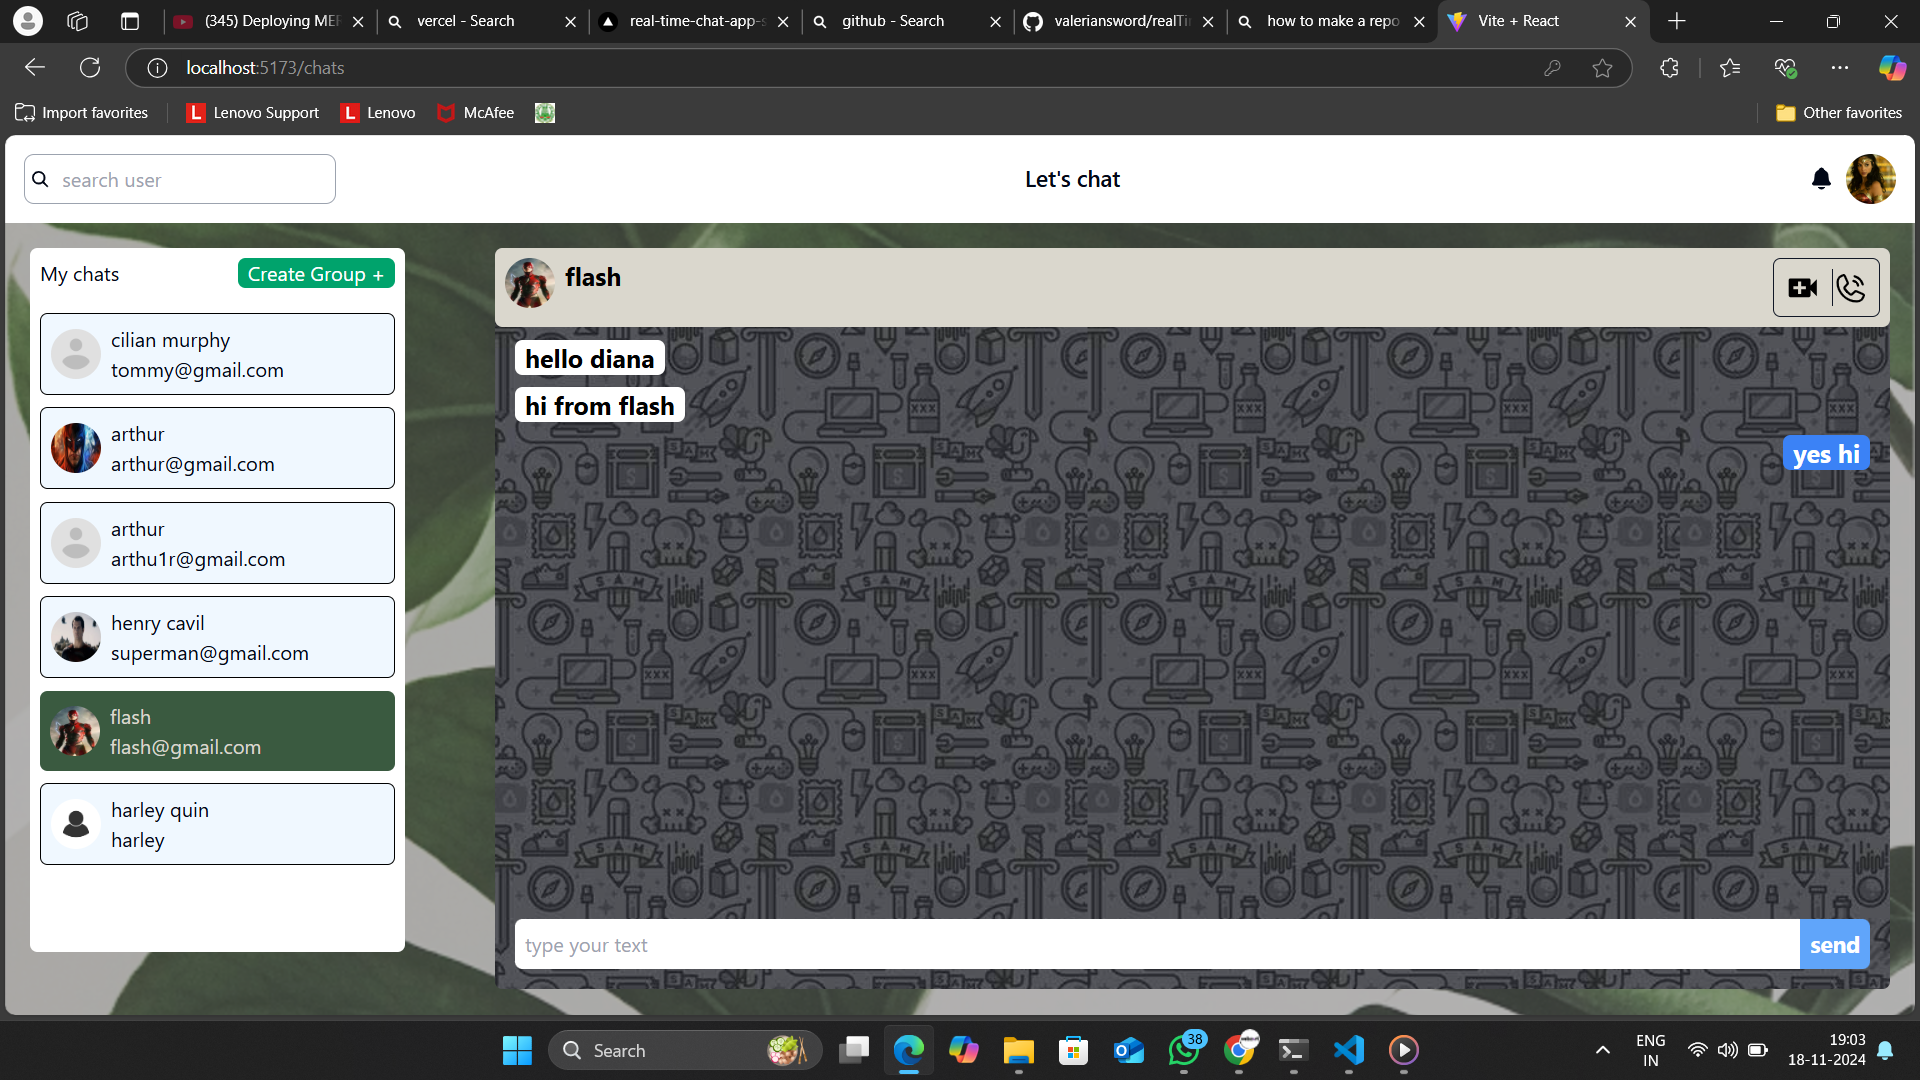 (345) Deploying MER
vercel - Search
real-time-chat-app-s
github - Search
valeriansword/realTi
how to make a repo
Vite + React
localhost:5173/chats
Import favorites
L Lenovo Support
L Lenovo
McAfee
Other favorites
search user
Let's chat
My chats
Create Group +
cilian murphy
tommy@gmail.com
arthur
arthur@gmail.com
arthur
arthu1r@gmail.com
henry cavil
superman@gmail.com
flash
flash@gmail.com
harley quin
harley
flash
hello diana
hi from flash
yes hi
type your text
send
Search
38
ENG
IN
19:03
18-11-2024